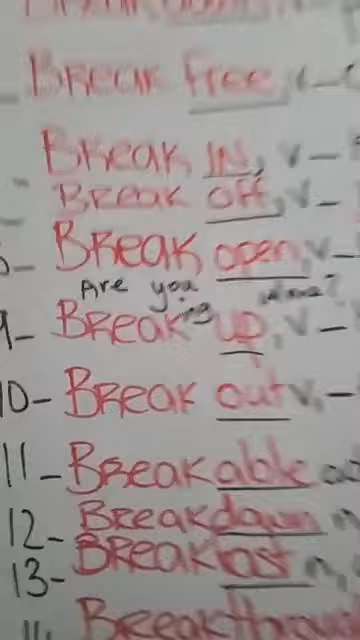 Break free, v-
Break IN, v-
Break off, v-
Break open, v-
Are you
9- Break up, v-
10- Break out v,-
11- Breakable
12- Breakdown n
13- Breakfast n,
Breakthrough